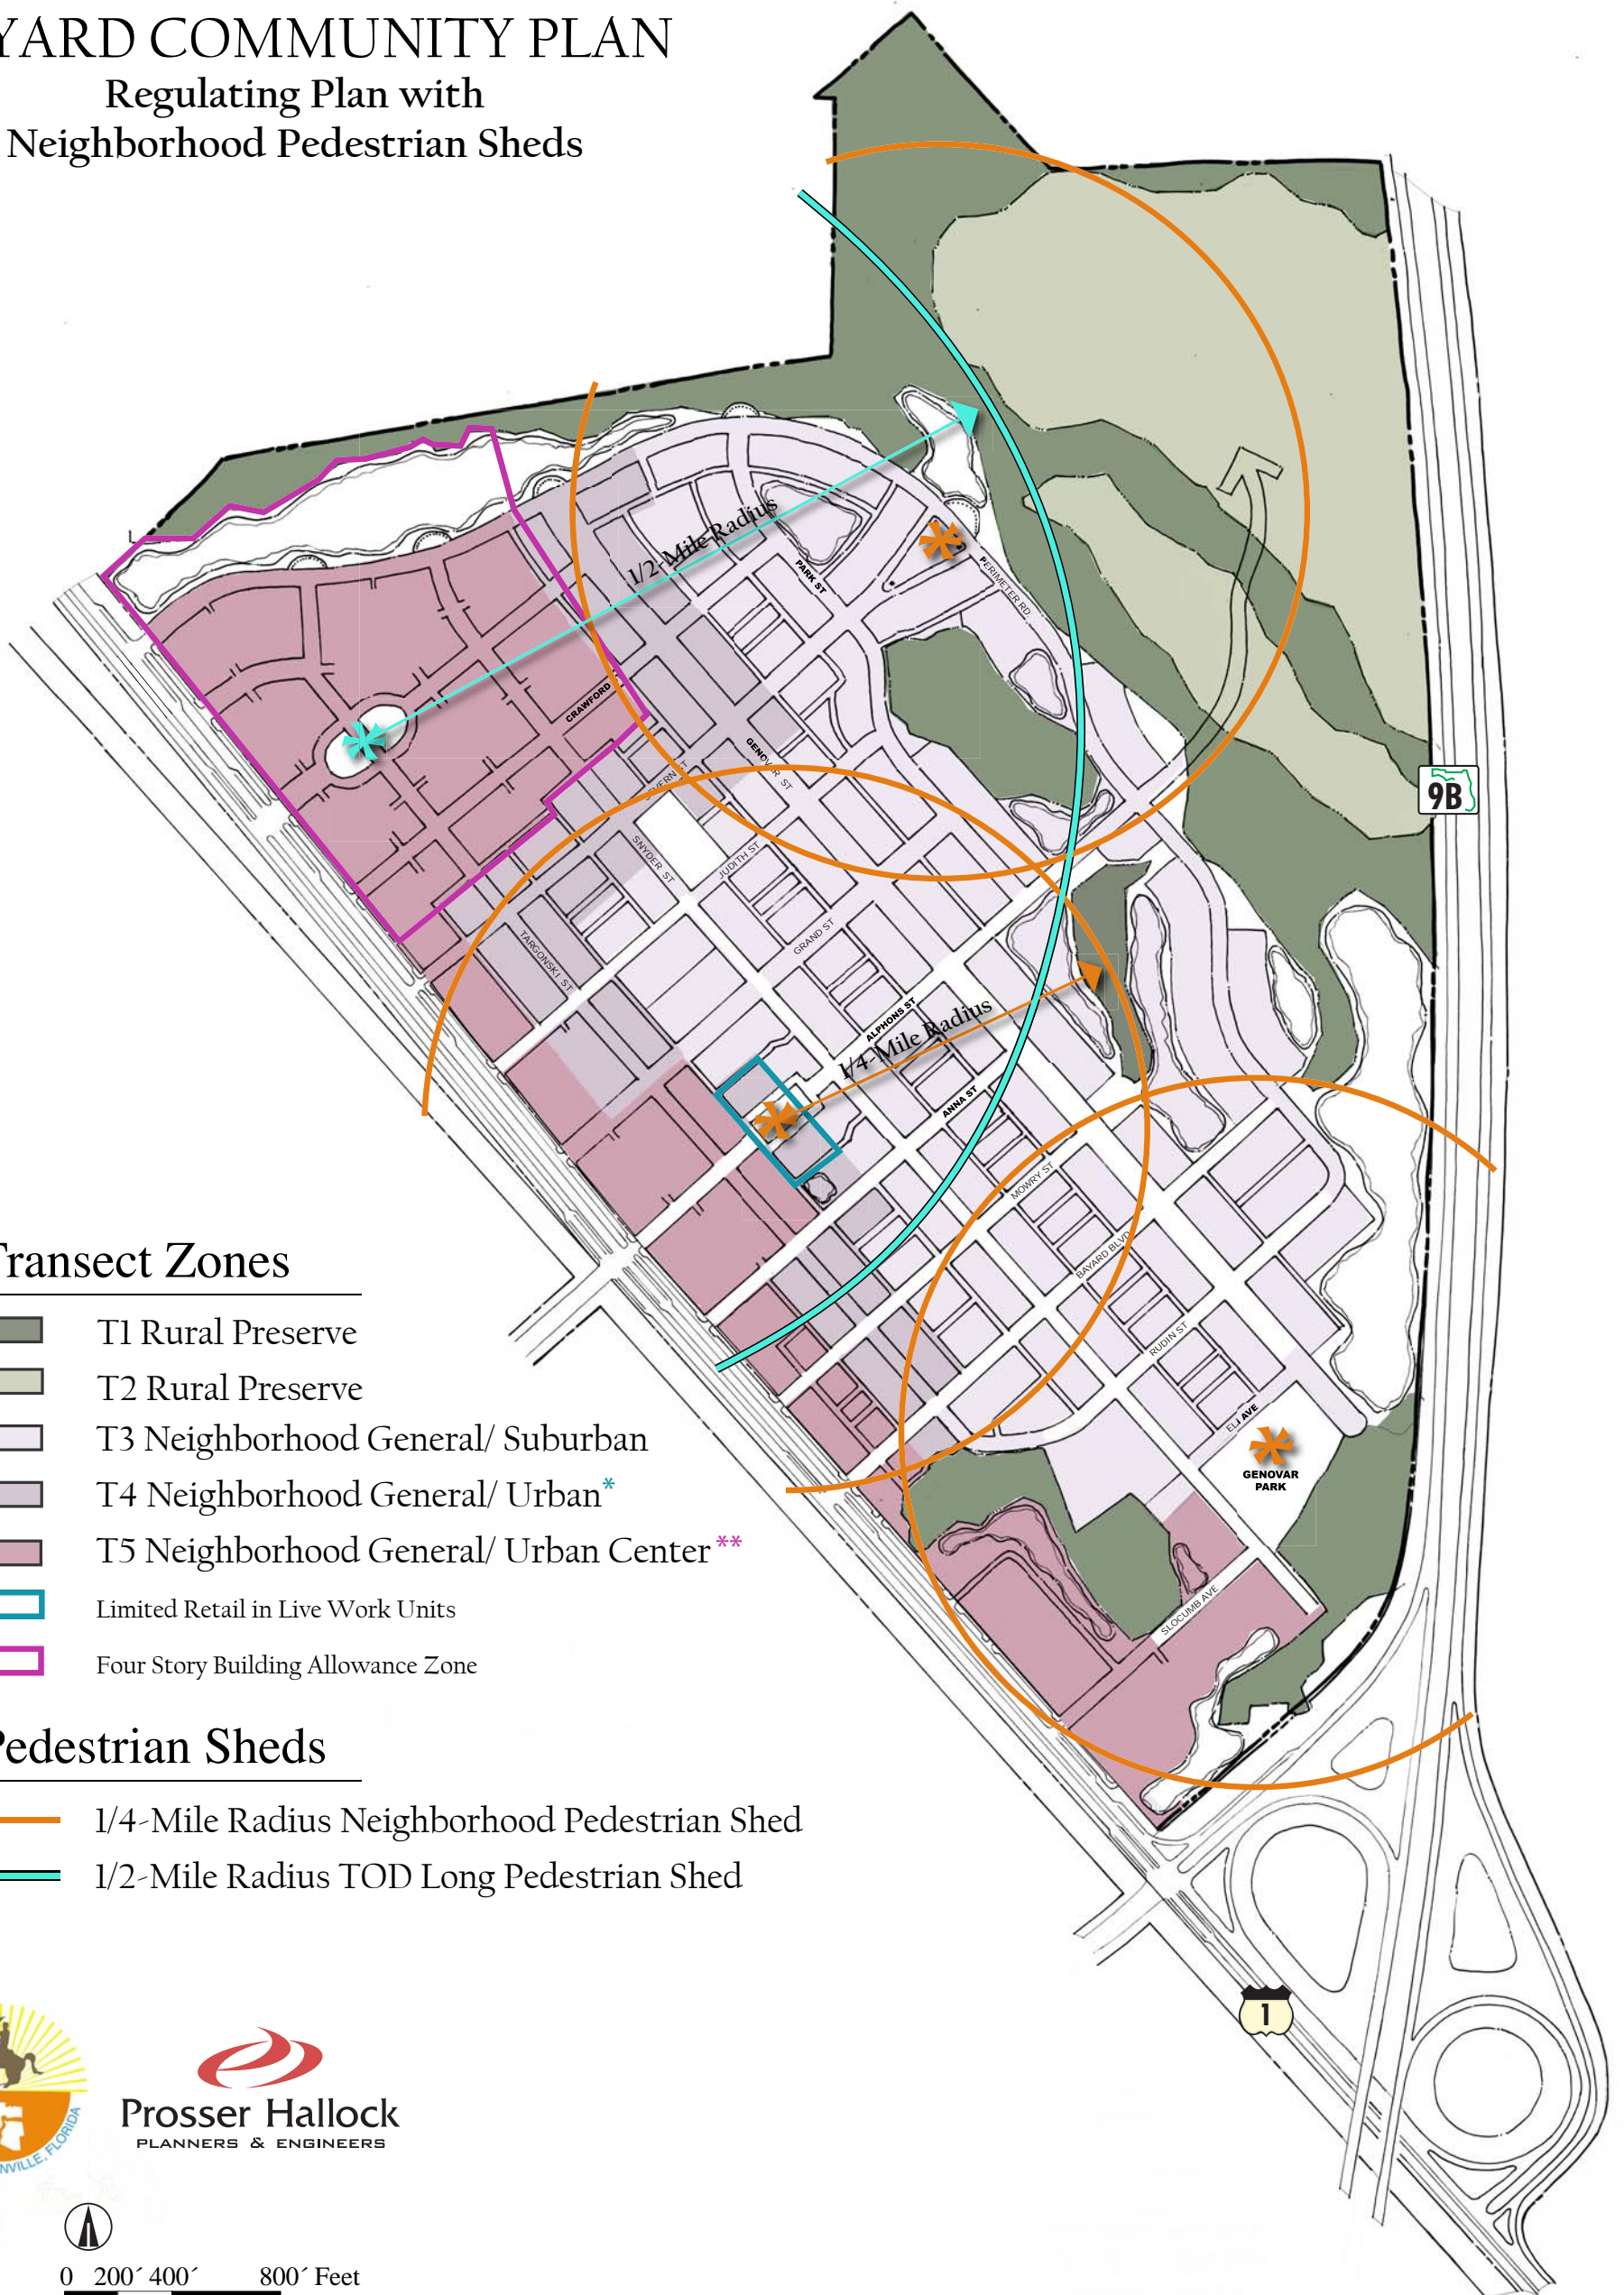 YARD COMMUNITY PLAN
Regulating Plan with
Neighborhood Pedestrian Sheds
1/2-Mile Radius
PARK ST
PERIMETER RD
CRAWFORD
GENOVAR ST
9B
SNYDER ST
JUDITH ST
GRAND ST
TARGONSKI ST
ALPHONS ST
1/4-Mile Radius
ANNA ST
MOWRY ST
BAYARD BLVD
RUDIN ST
ELI AVE
GENOVAR
PARK
SLOCUMB AVE
Transect Zones
T1 Rural Preserve
T2 Rural Preserve
T3 Neighborhood General/ Suburban
T4 Neighborhood General/ Urban*
T5 Neighborhood General/ Urban Center**
Limited Retail in Live Work Units
Four Story Building Allowance Zone
Pedestrian Sheds
1/4-Mile Radius Neighborhood Pedestrian Shed
1/2-Mile Radius TOD Long Pedestrian Shed
1
NVILLE, FLORIDA
Prosser Hallock
PLANNERS & ENGINEERS
0 200´ 400´ 800´ Feet